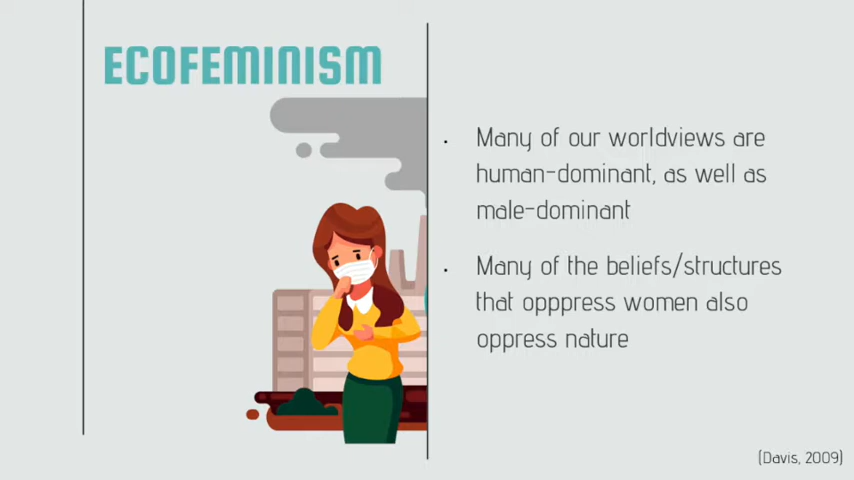 ECOFEMINISM
• Many of our worldviews are
human-dominant, as well as
male-dominant
• Many of the beliefs/structures
that opppress women also
oppress nature
(Davis, 2009)